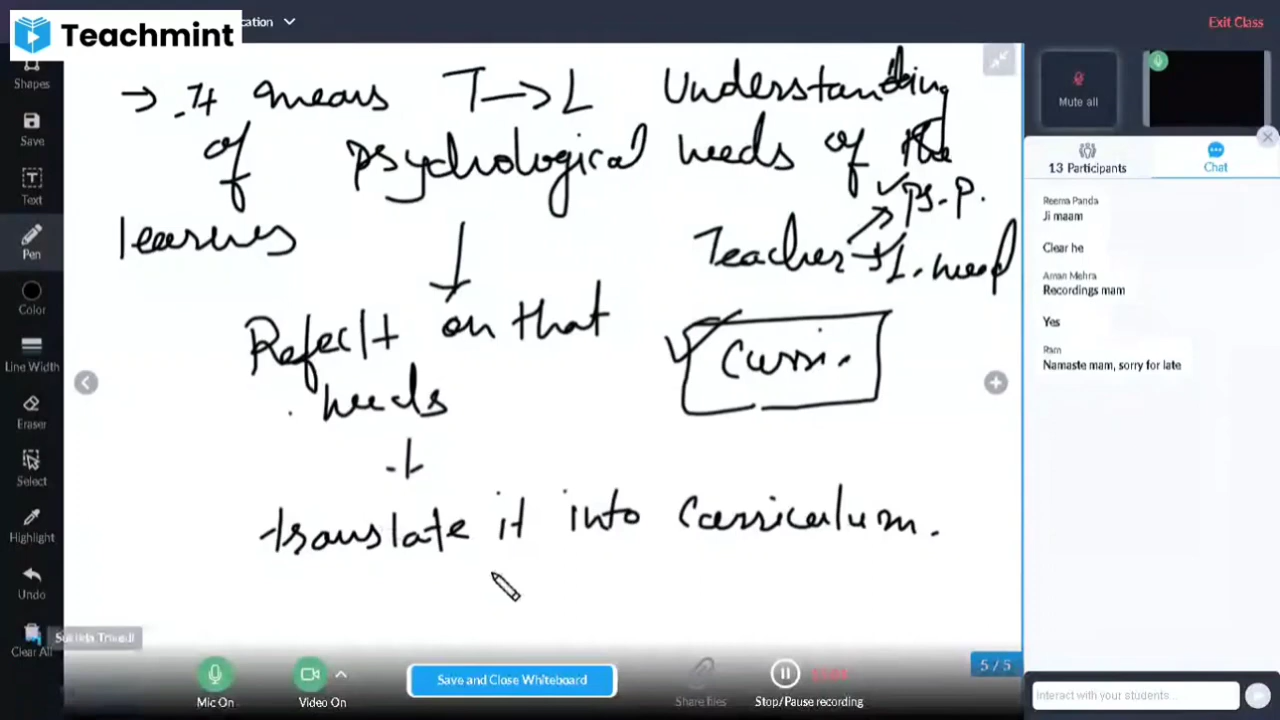 Teachmint
cation
Exit Class
Shapes
Save
Text
Pen
Color
Line Width
Eraser
Select
Highlight
Undo
Clear All
→ It means T→L Understanding
of psychological needs of the
learners
Teacher → ps. P.
→ L. need
Refeclt on that
needs
Curri.
+
translate it into Curriculum.
Mute all
13 Participants
Chat
Reema Panda
Ji maam
Clear he
Aman Mehra
Recordings mam
Yes
Ram
Namaste mam, sorry for late
Trivedi
Mic On
Video On
Save and Close Whiteboard
Share files
Stop/Pause recording
5 / 5
Interact with your students...